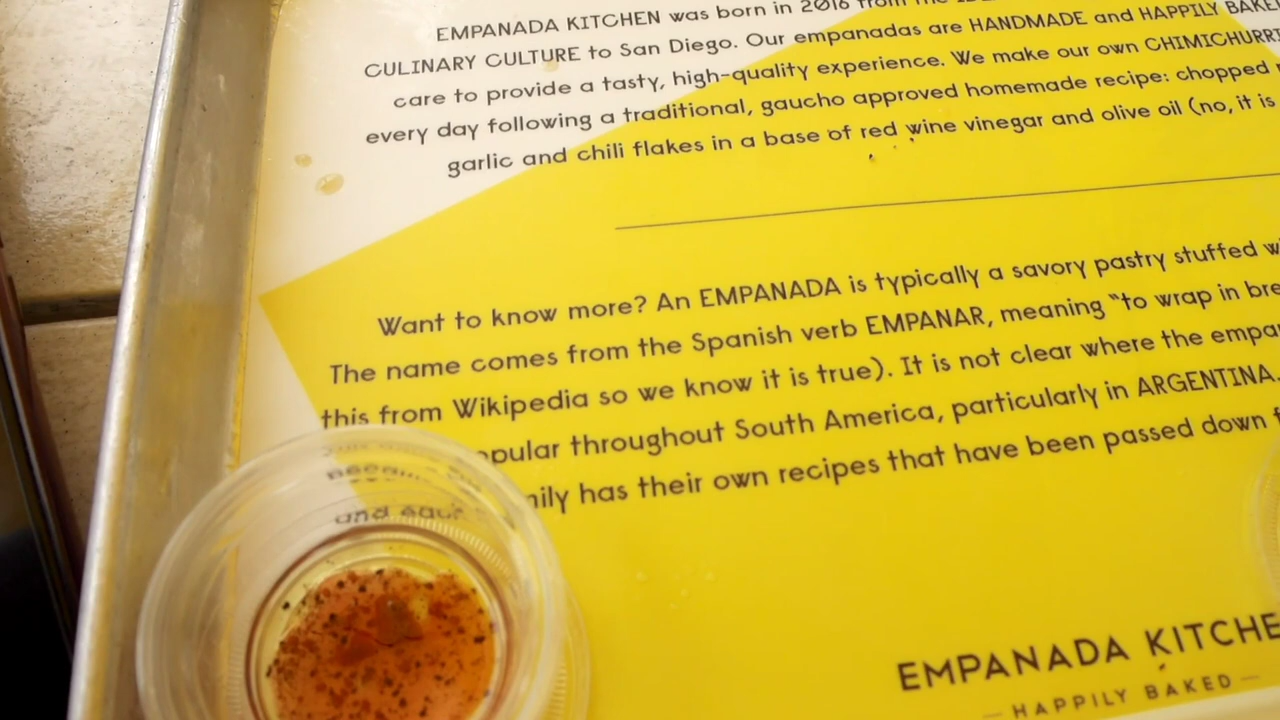 EMPANADA KITCHEN was born in 2016 from the
CULINARY CULTURE to San Diego. Our empanadas are HANDMADE and HAPPILY
care to provide a tasty, high-quality experience. We make our own CHIMICHURRI
every day following a traditional, gaucho approved homemade recipe: chopped
garlic and chili flakes in a base of red wine vinegar and olive oil (no, it is
Want to know more? An EMPANADA is typically a savory pastry stuffed
The name comes from the Spanish verb EMPANAR, meaning "to wrap in
this from Wikipedia so we know it is true). It is not clear where the
throughout South America, particularly in ARGENTINA.
and has their own recipes that have been passed down
EMPANADA
— HAPPILY BAKED —